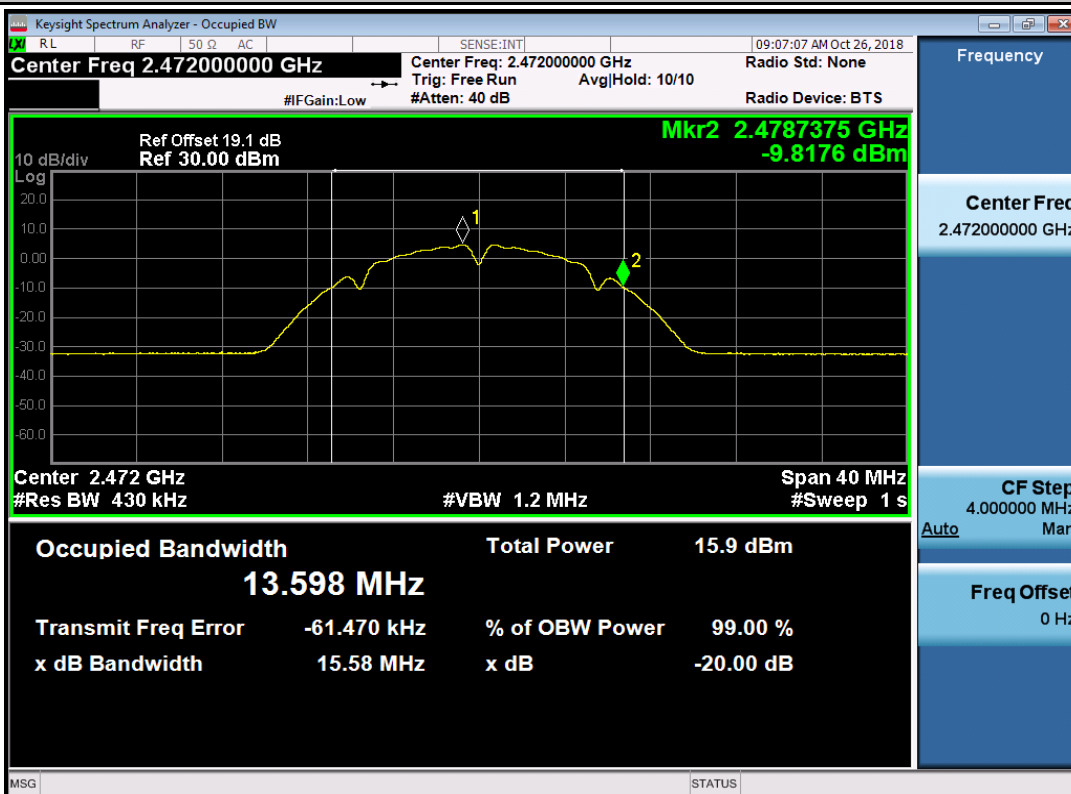 Keysight Spectrum Analyzer - Occupied BW
LXI RL RF 50 Ω AC SENSE:INT 09:07:07 AM Oct 26, 2018
Center Freq 2.472000000 GHz
Center Freq: 2.472000000 GHz Radio Std: None
Trig: Free Run Avg|Hold: 10/10
#IFGain:Low #Atten: 40 dB Radio Device: BTS
Mkr2 2.4787375 GHz
-9.8176 dBm
Ref Offset 19.1 dB
10 dB/div Ref 30.00 dBm
Log
20.0
10.0
0.00
-10.0
-20.0
-30.0
-40.0
-50.0
-60.0
1
2
Center 2.472 GHz Span 40 MHz
#Res BW 430 kHz #VBW 1.2 MHz #Sweep 1 s
Occupied Bandwidth Total Power 15.9 dBm
13.598 MHz
Transmit Freq Error -61.470 kHz % of OBW Power 99.00 %
x dB Bandwidth 15.58 MHz x dB -20.00 dB
MSG STATUS
Frequency
Center Freq
2.472000000 GHz
CF Step
4.000000 MHz
Auto Man
Freq Offset
0 Hz